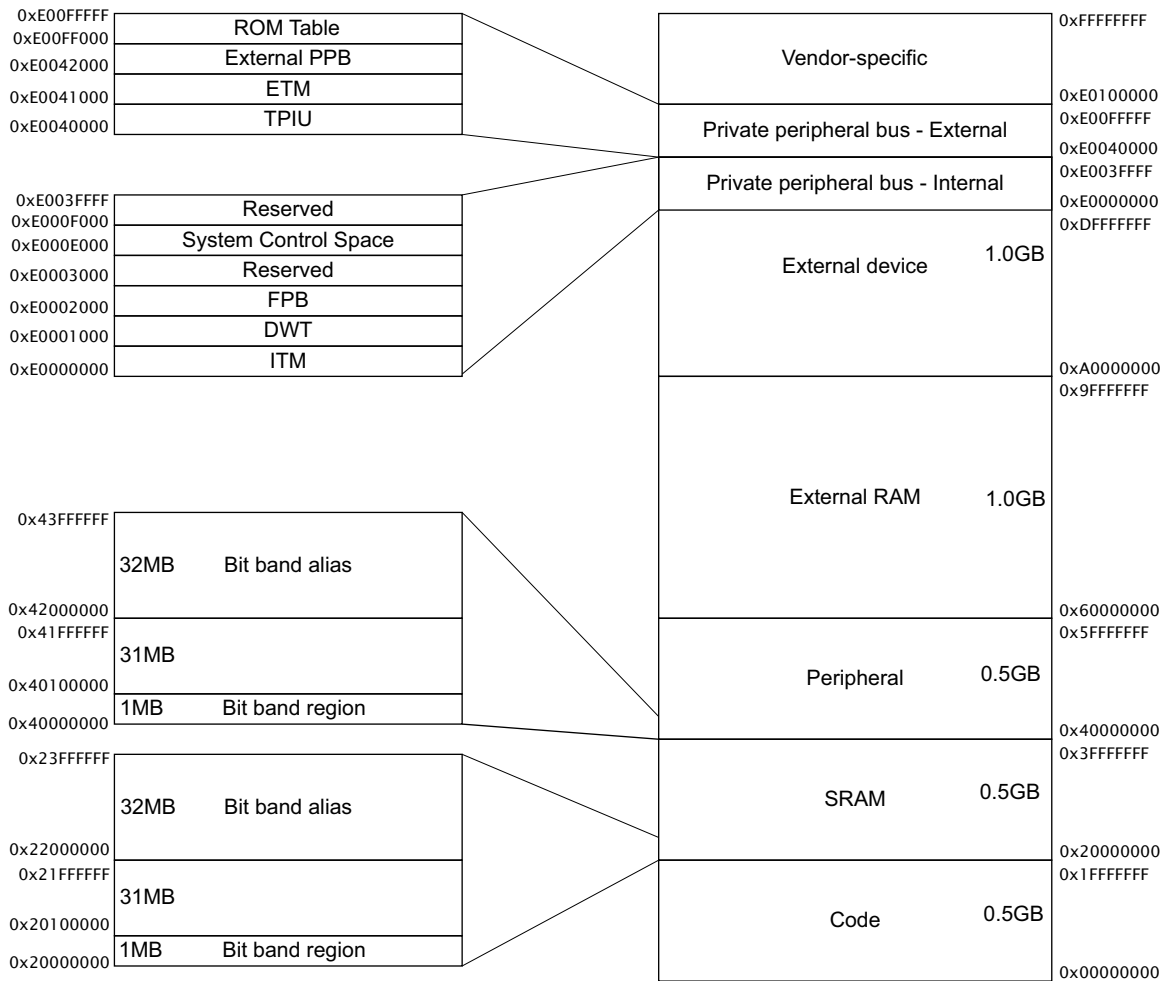 0xE00FFFFF
ROM Table
0xE00FF000
External PPB
0xE0042000
ETM
0xE0041000
TPIU
0xE0040000
0xE003FFFF
Reserved
0xE000F000
System Control Space
0xE000E000
Reserved
0xE0003000
FPB
0xE0002000
DWT
0xE0001000
ITM
0xE0000000
0x43FFFFFF
32MB Bit band alias
0x42000000
0x41FFFFFF
31MB
0x40100000
1MB Bit band region
0x40000000
0x23FFFFFF
32MB Bit band alias
0x22000000
0x21FFFFFF
31MB
0x20100000
1MB Bit band region
0x20000000
0xFFFFFFFF
Vendor-specific
0xE0100000
0xE00FFFFF
Private peripheral bus - External
0xE0040000
0xE003FFFF
Private peripheral bus - Internal
0xE0000000
0xDFFFFFFF
External device 1.0GB
0xA0000000
0x9FFFFFFF
External RAM 1.0GB
0x60000000
0x5FFFFFFF
Peripheral 0.5GB
0x40000000
0x3FFFFFFF
SRAM 0.5GB
0x20000000
0x1FFFFFFF
Code 0.5GB
0x00000000